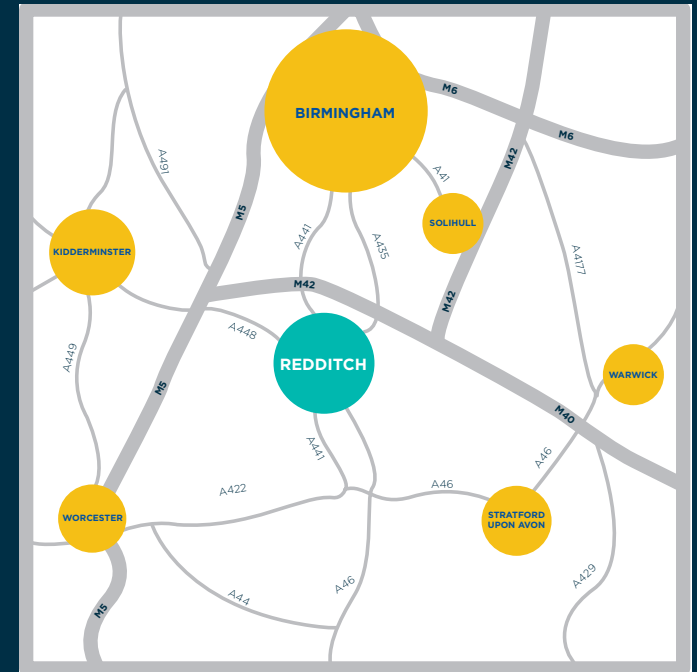 M6
BIRMINGHAM
M6
A491
M42
A41
M5
SOLIHULL
A441
A435
KIDDERMINSTER
A4177
M42
M42
A448
A449
REDDITCH
WARWICK
M5
M40
A441
A46
A422
A46
WORCESTER
STRATFORD
UPON AVON
A429
A46
A44
M5